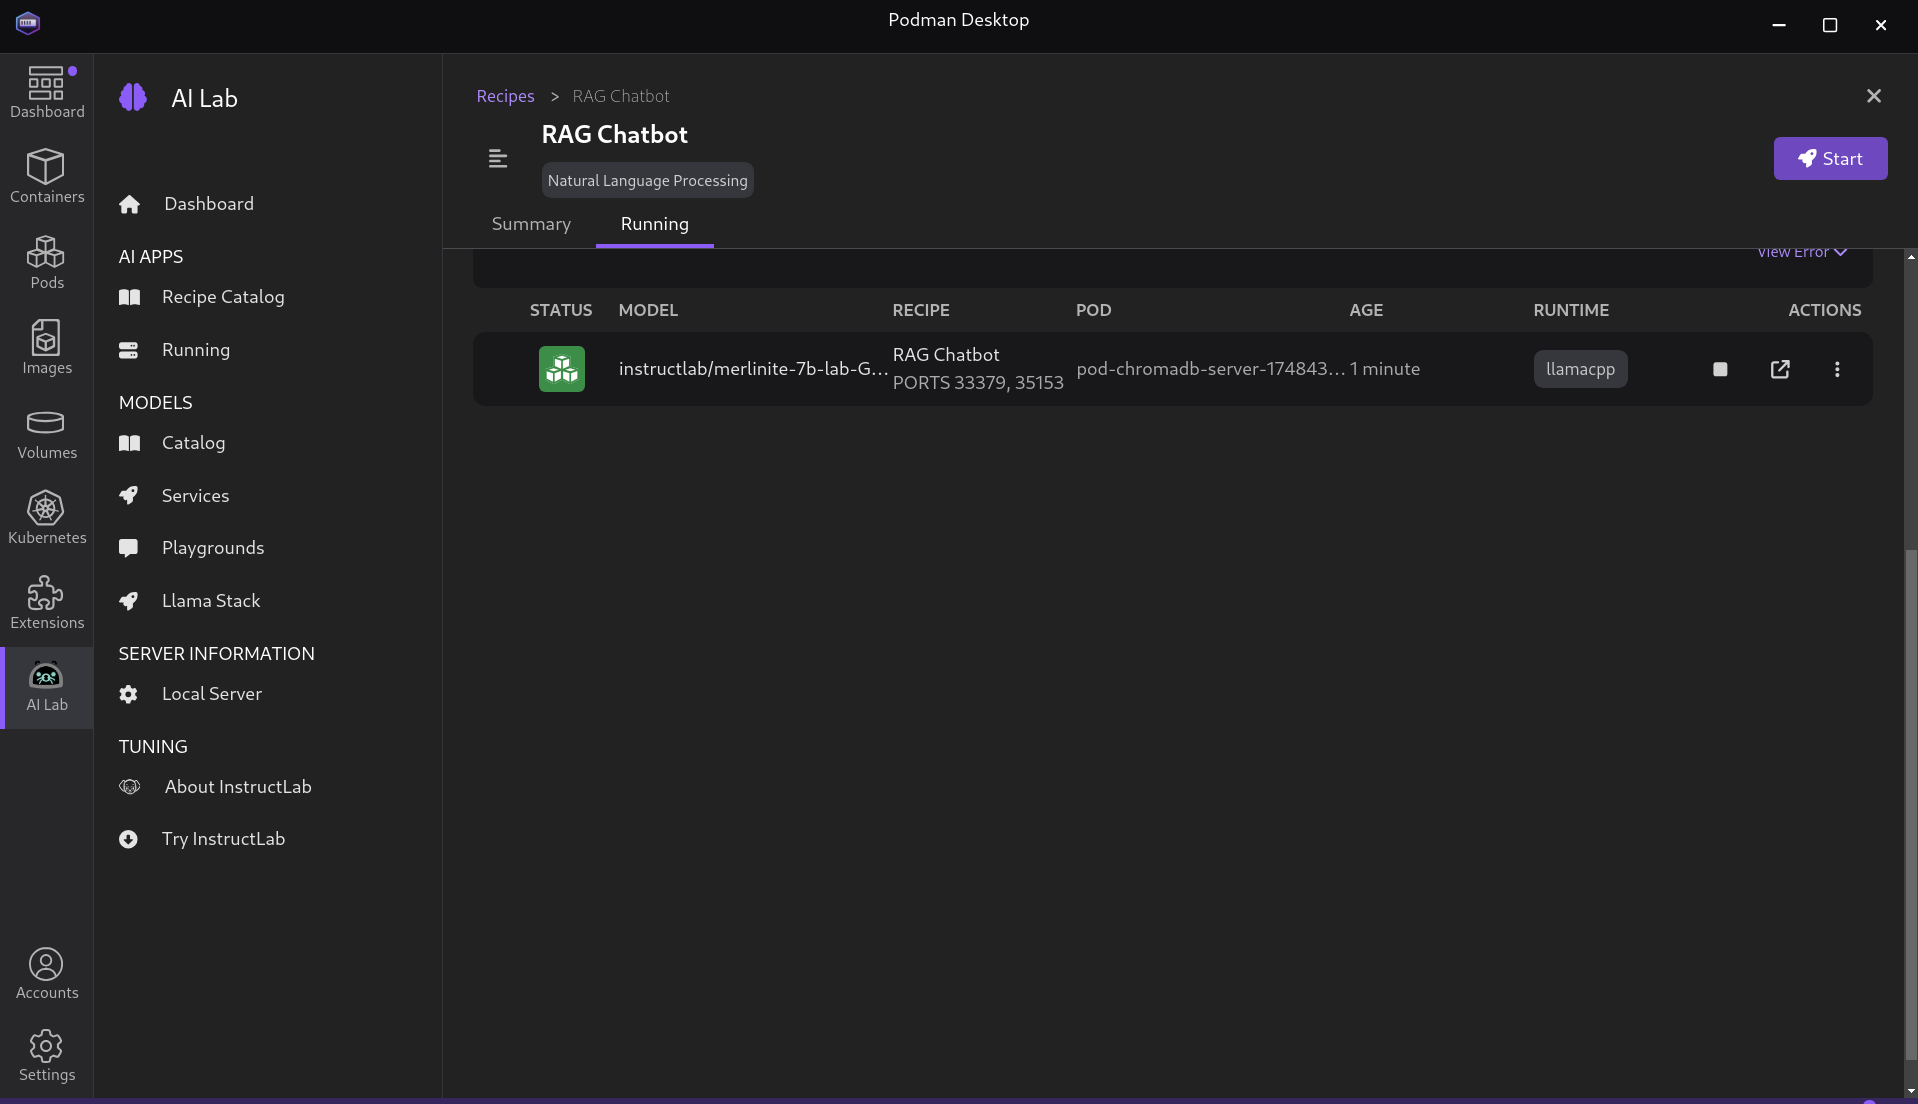 Podman Desktop
Dashboard
Containers
Pods
Images
Volumes
Kubernetes
Extensions
AI Lab
Accounts
Settings
AI Lab
Dashboard
AI APPS
Recipe Catalog
Running
MODELS
Catalog
Services
Playgrounds
Llama Stack
SERVER INFORMATION
Local Server
TUNING
About InstructLab
Try InstructLab
Recipes > RAG Chatbot
RAG Chatbot
Natural Language Processing
Start
Summary Running
View Error
STATUS MODEL RECIPE POD AGE RUNTIME ACTIONS
instructlab/merlinite-7b-lab-G... RAG Chatbot PORTS 33379, 35153 pod-chromadb-server-174843... 1 minute llamacpp